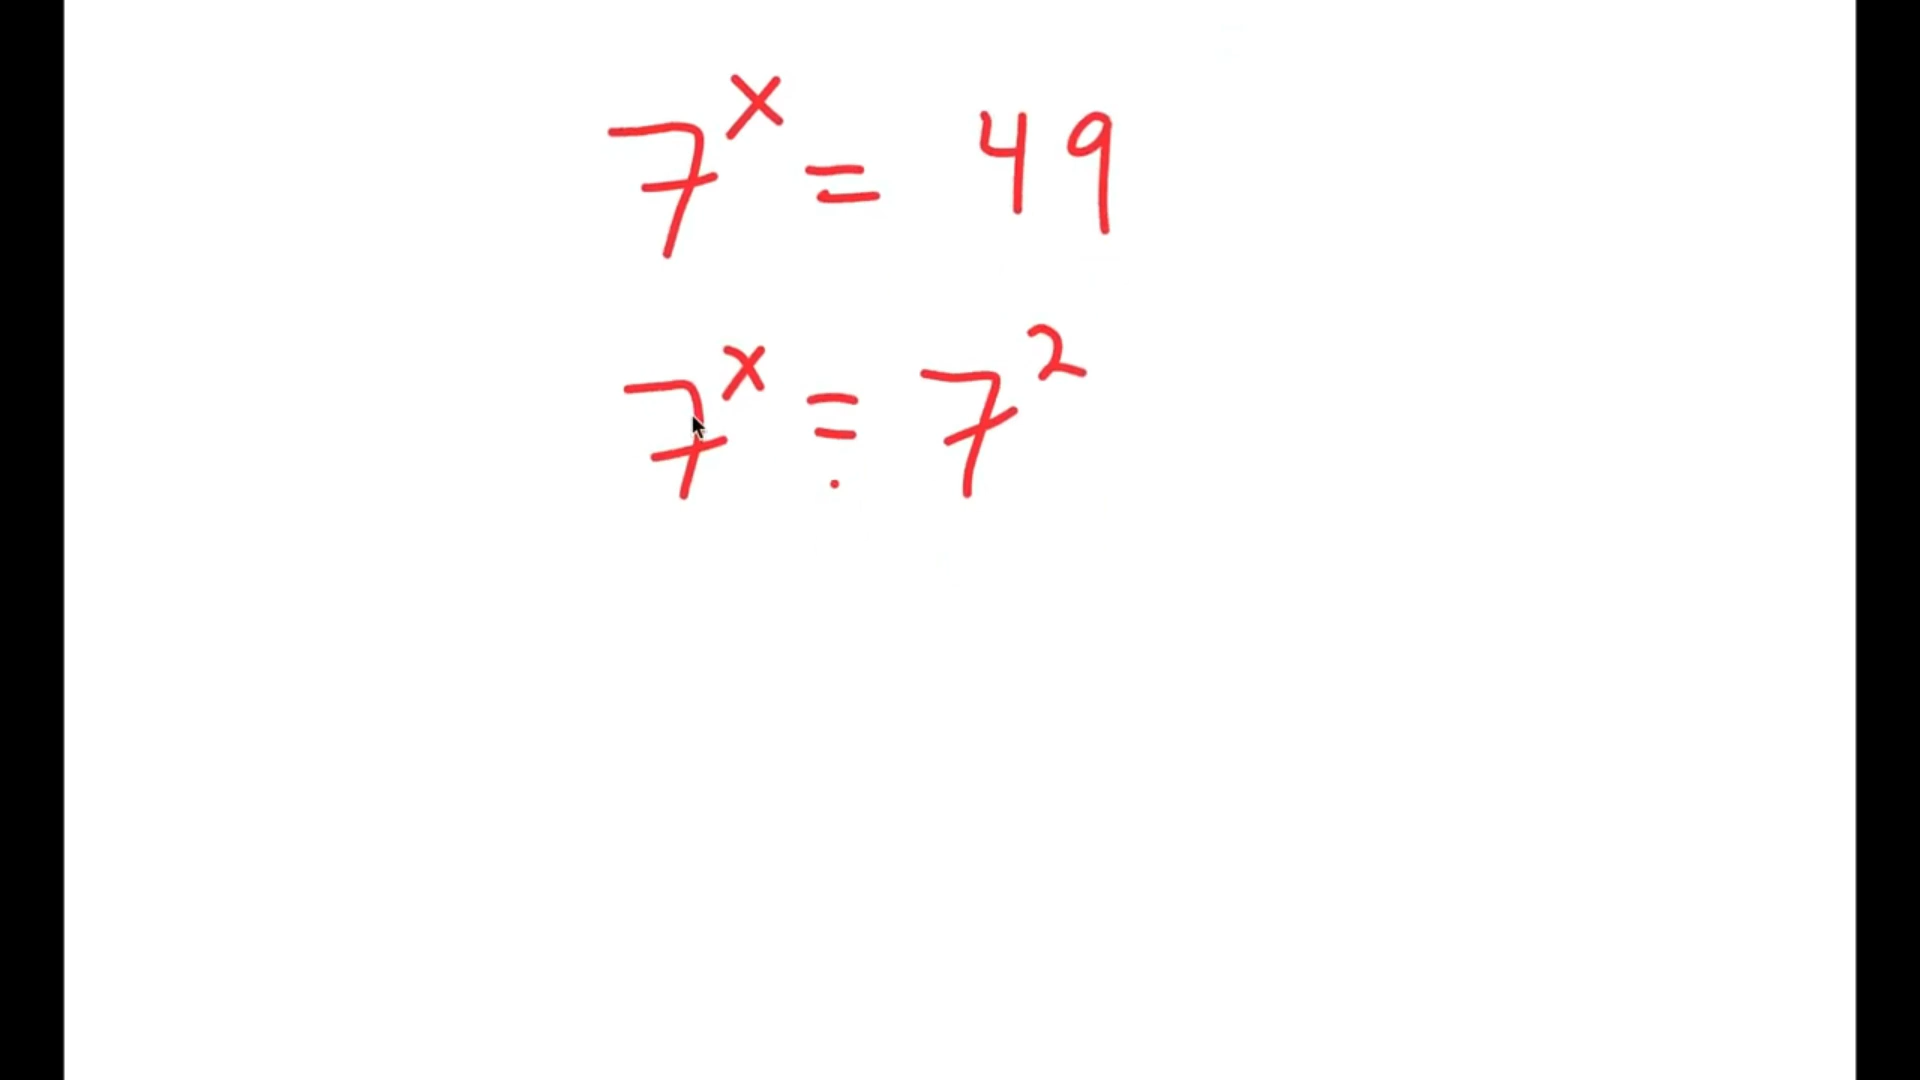 7^x = 49
7^x = 7^2